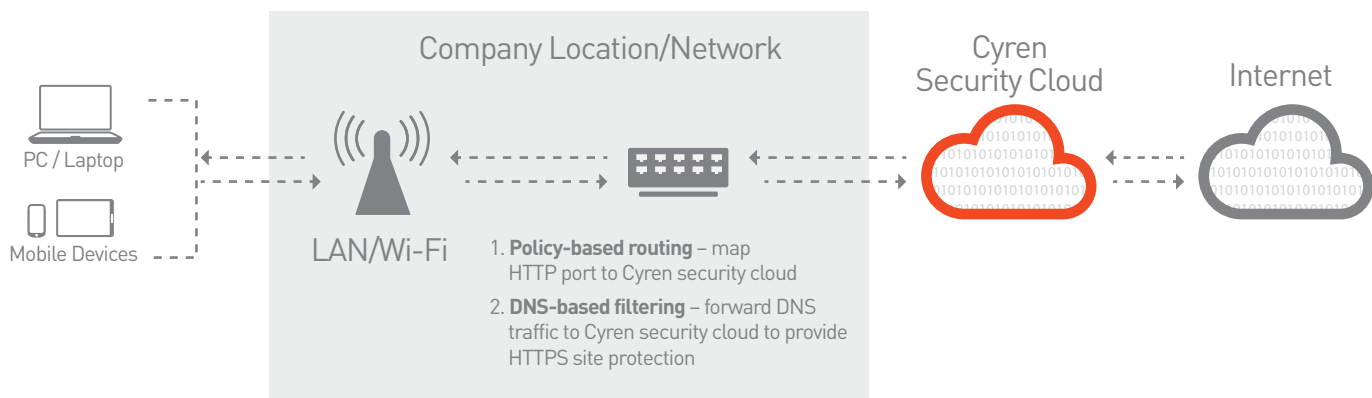 Company Location/Network
Cyren
Security Cloud
Internet
PC / Laptop
Mobile Devices
LAN/Wi-Fi
1. Policy-based routing – map
HTTP port to Cyren security cloud
2. DNS-based filtering – forward DNS
traffic to Cyren security cloud to provide
HTTPS site protection